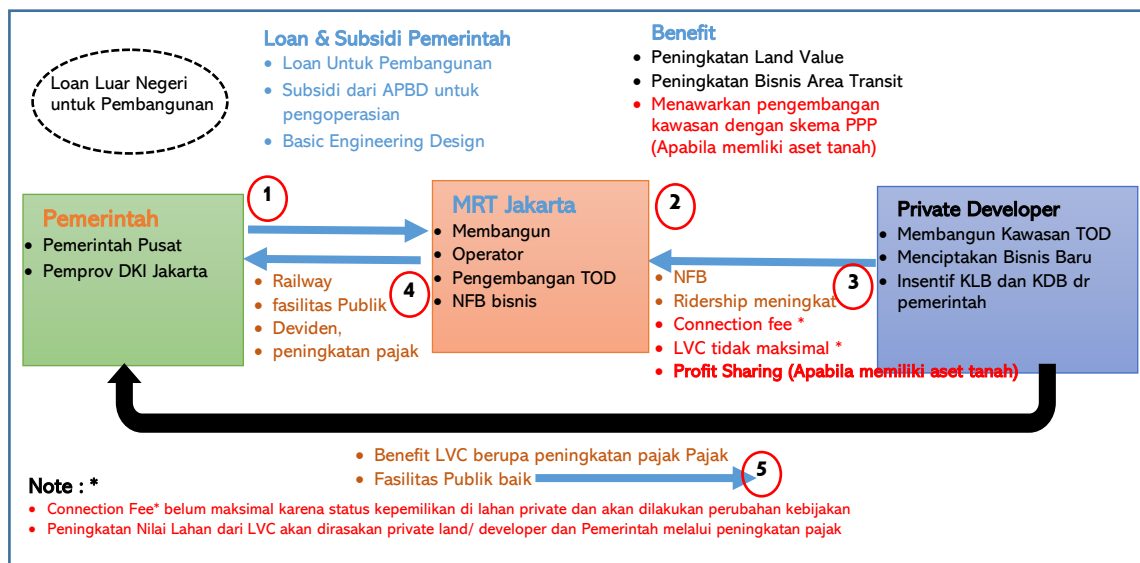 Loan Luar Negeri
untuk Pembangunan
Loan & Subsidi Pemerintah
• Loan Untuk Pembangunan
• Subsidi dari APBD untuk
pengoperasian
• Basic Engineering Design
Benefit
• Peningkatan Land Value
• Peningkatan Bisnis Area Transit
• Menawarkan pengembangan
kawasan dengan skema PPP
(Apabila memliki aset tanah)
Pemerintah
• Pemerintah Pusat
• Pemprov DKI Jakarta
1
MRT Jakarta
• Membangun
• Operator
• Pengembangan TOD
• NFB bisnis
2
Private Developer
• Membangun Kawasan TOD
• Menciptakan Bisnis Baru
• Insentif KLB dan KDB dr
pemerintah
• Railway
• fasilitas Publik
• Deviden,
• peningkatan pajak
4
• NFB
• Ridership meningkat
• Connection fee *
• LVC tidak maksimal *
• Profit Sharing (Apabila memiliki aset tanah)
3
• Benefit LVC berupa peningkatan pajak Pajak
• Fasilitas Publik baik
5
Note : *
• Connection Fee* belum maksimal karena status kepemilikan di lahan private dan akan dilakukan perubahan kebijakan
• Peningkatan Nilai Lahan dari LVC akan dirasakan private land/ developer dan Pemerintah melalui peningkatan pajak